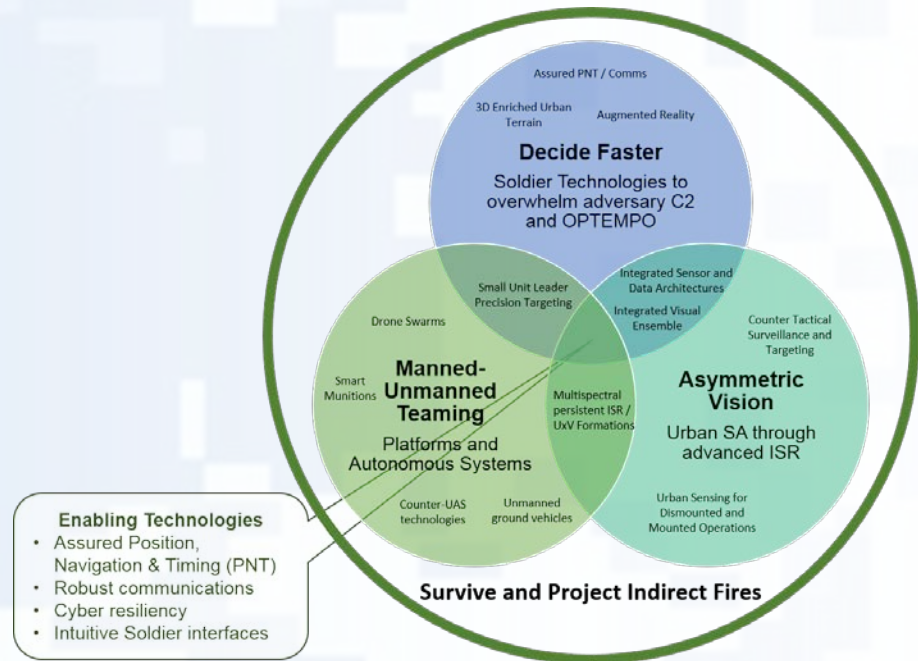 Assured PNT / Comms
3D Enriched Urban
Terrain
Augmented Reality
Decide Faster
Soldier Technologies to
overwhelm adversary C2
and OPTEMPO
Small Unit Leader
Precision Targeting
Integrated Sensor and
Data Architectures
Integrated Visual
Ensemble
Drone Swarms
Smart
Munitions
Manned-
Unmanned
Teaming
Platforms and
Autonomous Systems
Counter-UAS
technologies
Unmanned
ground vehicles
Multispectral
persistent ISR /
UxV Formations
Counter Tactical
Surveillance and
Targeting
Asymmetric
Vision
Urban SA through
advanced ISR
Urban Sensing for
Dismounted and
Mounted Operations
Enabling Technologies
• Assured Position,
Navigation & Timing (PNT)
• Robust communications
• Cyber resiliency
• Intuitive Soldier interfaces
Survive and Project Indirect Fires